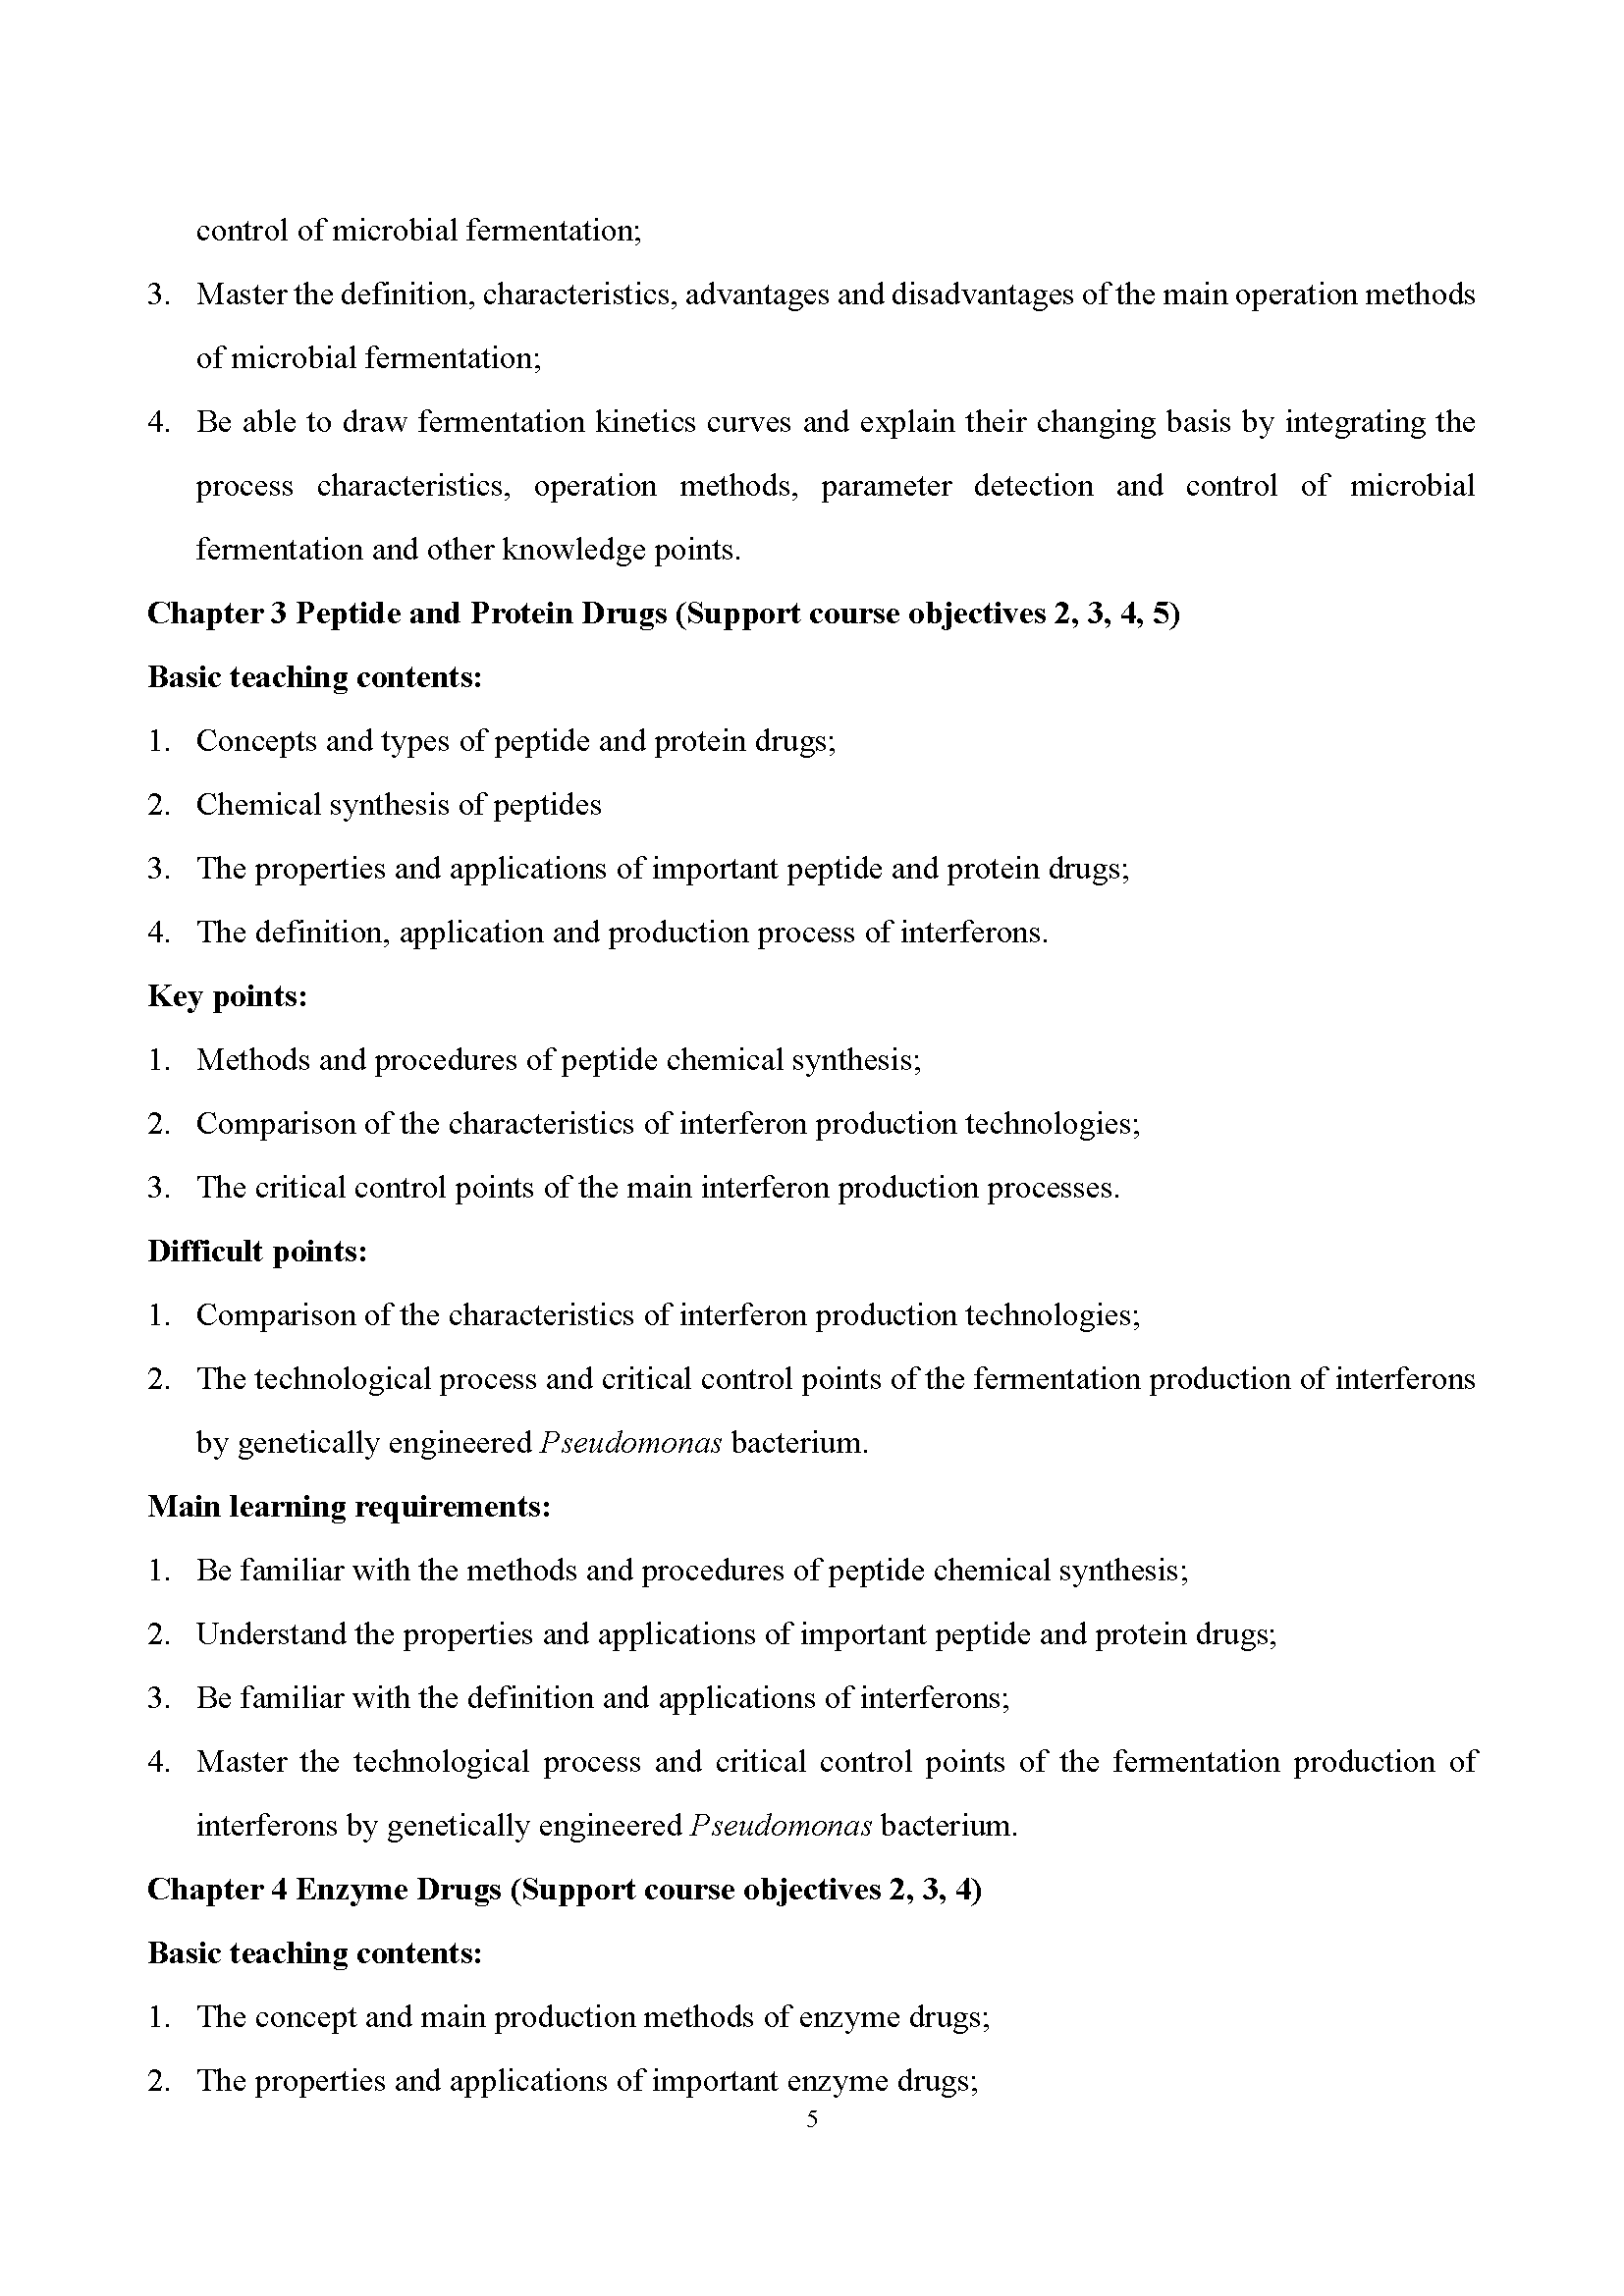 control of microbial fermentation;
3. Master the definition, characteristics, advantages and disadvantages of the main operation methods
of microbial fermentation;
4. Be able to draw fermentation kinetics curves and explain their changing basis by integrating the
process characteristics, operation methods, parameter detection and control of microbial
fermentation and other knowledge points.
Chapter 3 Peptide and Protein Drugs (Support course objectives 2, 3, 4, 5)
Basic teaching contents:
1. Concepts and types of peptide and protein drugs;
2. Chemical synthesis of peptides
3. The properties and applications of important peptide and protein drugs;
4. The definition, application and production process of interferons.
Key points:
1. Methods and procedures of peptide chemical synthesis;
2. Comparison of the characteristics of interferon production technologies;
3. The critical control points of the main interferon production processes.
Difficult points:
1. Comparison of the characteristics of interferon production technologies;
2. The technological process and critical control points of the fermentation production of interferons
by genetically engineered Pseudomonas bacterium.
Main learning requirements:
1. Be familiar with the methods and procedures of peptide chemical synthesis;
2. Understand the properties and applications of important peptide and protein drugs;
3. Be familiar with the definition and applications of interferons;
4. Master the technological process and critical control points of the fermentation production of
interferons by genetically engineered Pseudomonas bacterium.
Chapter 4 Enzyme Drugs (Support course objectives 2, 3, 4)
Basic teaching contents:
1. The concept and main production methods of enzyme drugs;
2. The properties and applications of important enzyme drugs;
5